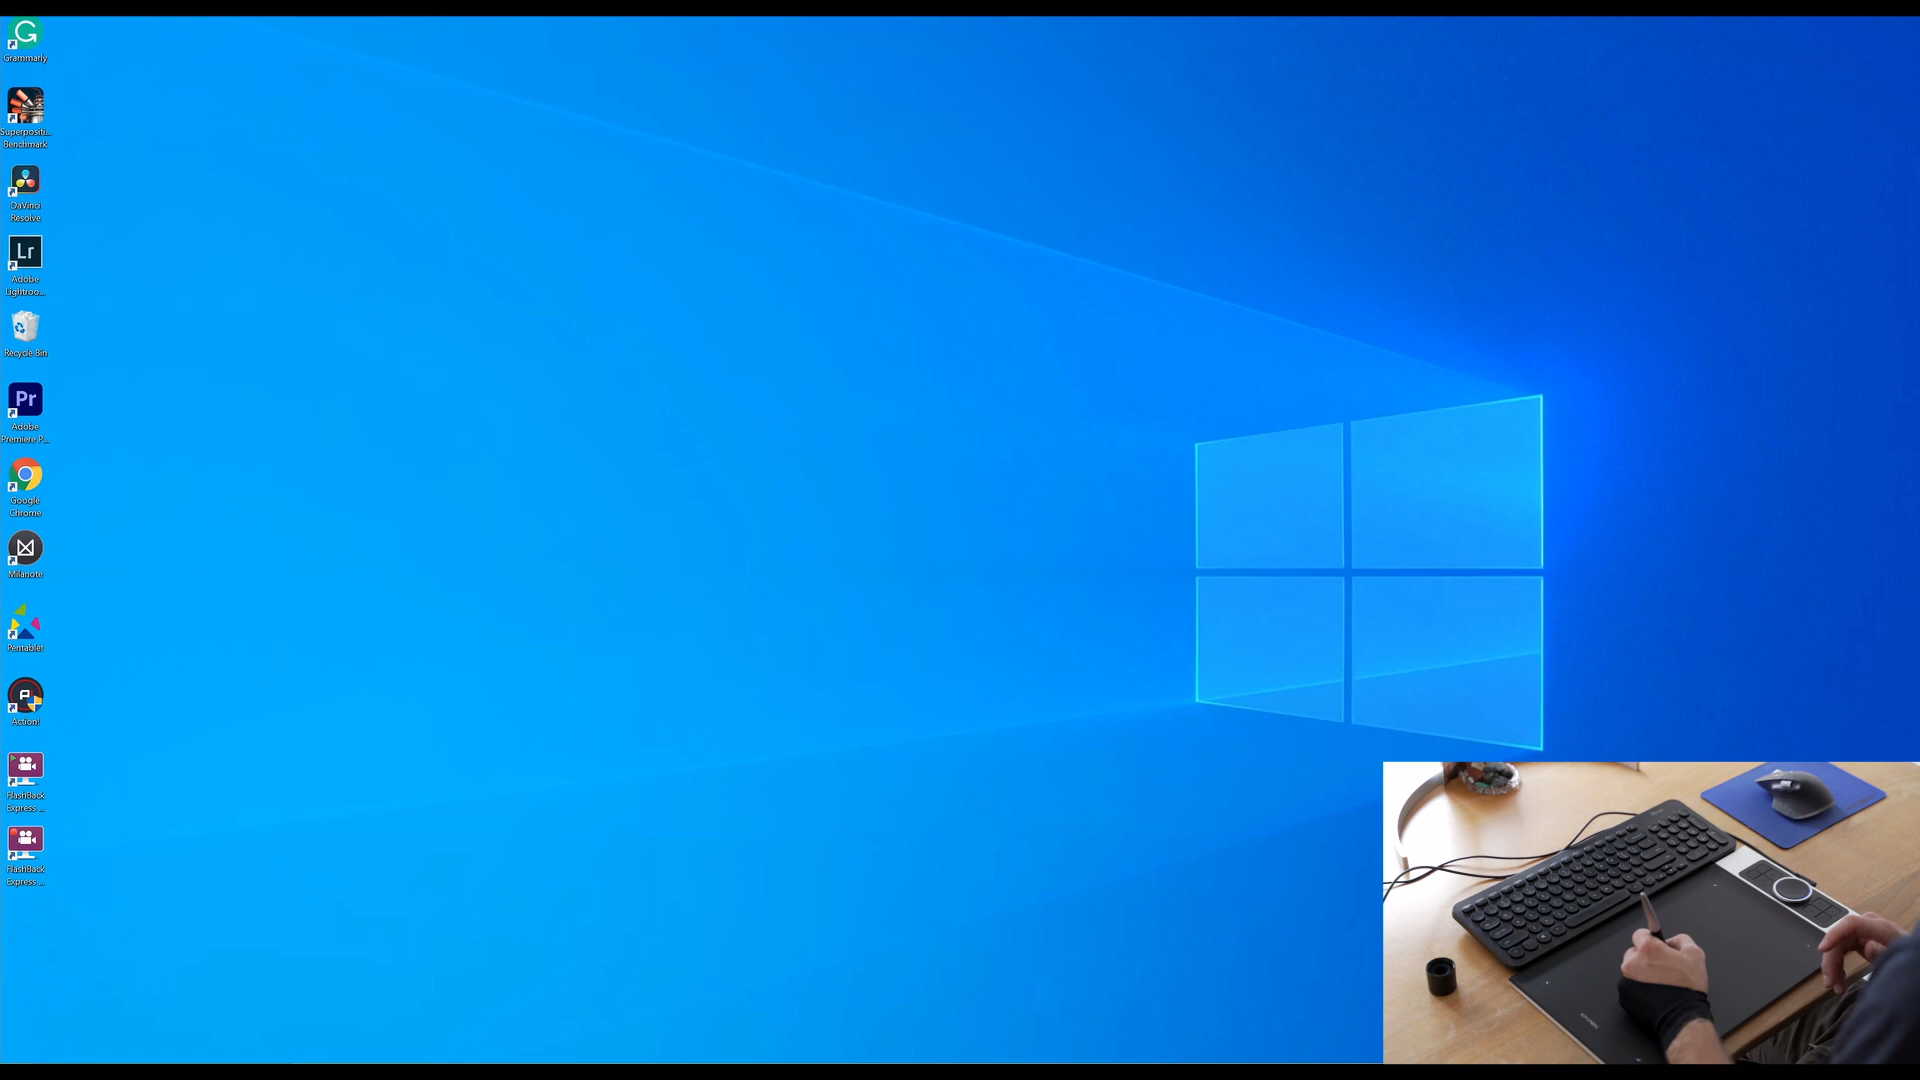 Grammarly
Superpositi...
Benchmark
DaVinci
Resolve
Lr
Adobe
Lightroo...
Recycle Bin
Pr
Adobe
Premiere P...
Google
Chrome
Milanote
Pentablet
Action!
FlashBack
Express ...
FlashBack
Express ...